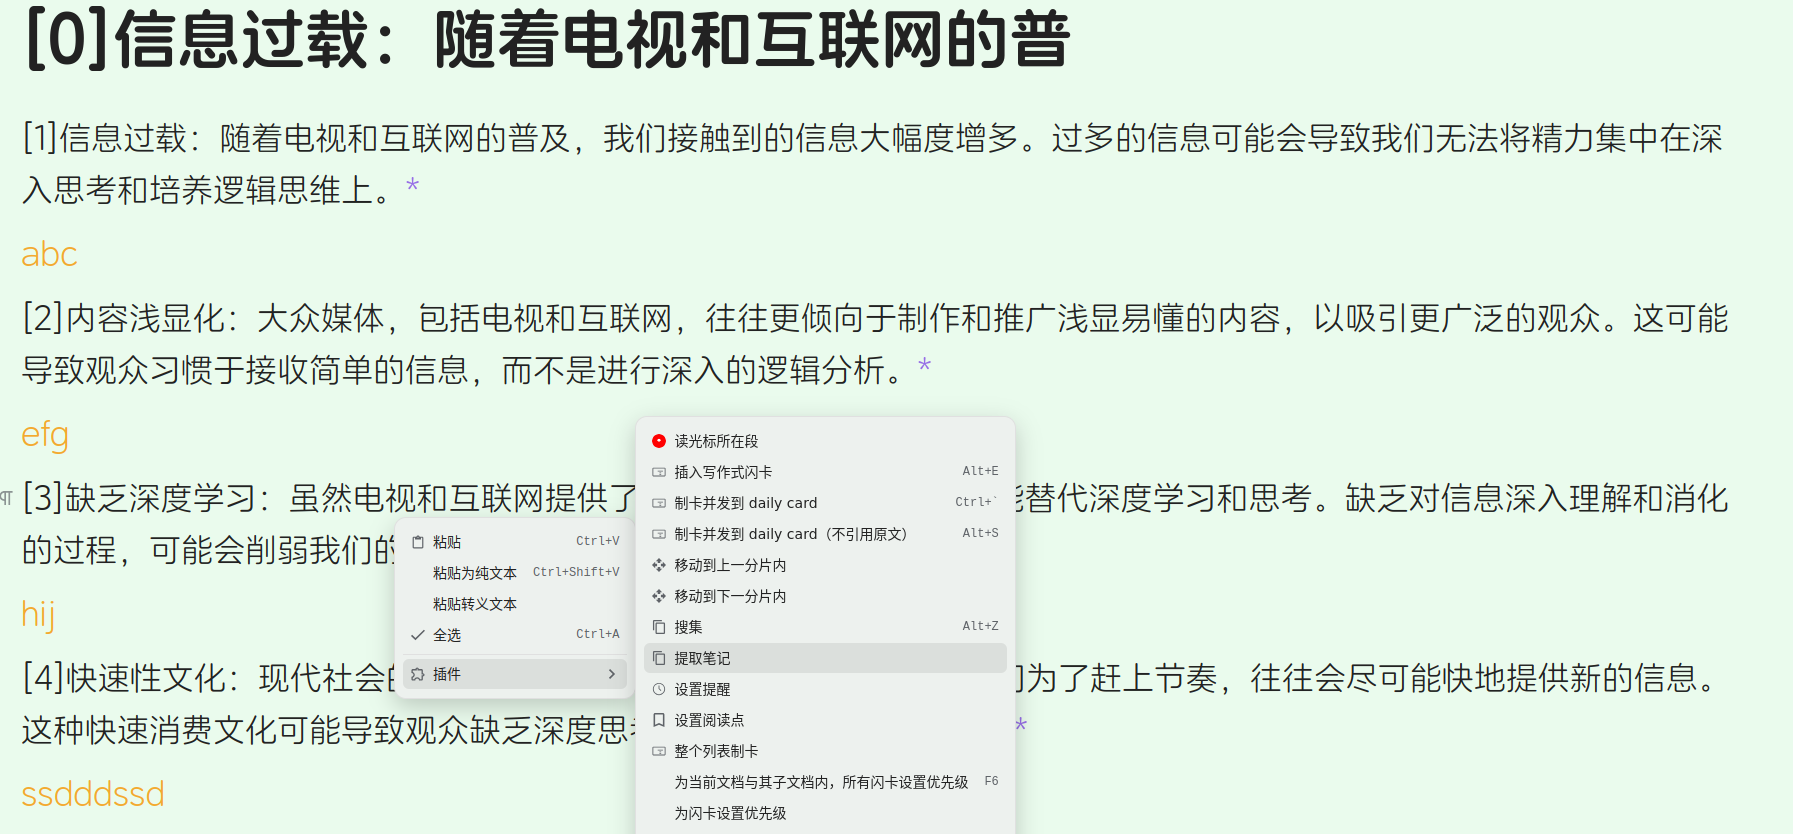 [0]信息过载：随着电视和互联网的普
[1]信息过载：随着电视和互联网的普及，我们接触到的信息大幅度增多。过多的信息可能会导致我们无法将精力集中在深
入思考和培养逻辑思维上。*
abc
[2]内容浅显化：大众媒体，包括电视和互联网，往往更倾向于制作和推广浅显易懂的内容，以吸引更广泛的观众。这可能
导致观众习惯于接收简单的信息，而不是进行深入的逻辑分析。*
efg
¶ [3]缺乏深度学习：虽然电视和互联网提供了 替代深度学习和思考。缺乏对信息深入理解和消化
的过程，可能会削弱我们的
hij
[4]快速性文化：现代社会 为了赶上节奏，往往会尽可能快地提供新的信息。
这种快速消费文化可能导致观众缺乏深度思 *
ssdddssd
粘贴 Ctrl+V
粘贴为纯文本 Ctrl+Shift+V
粘贴转义文本
全选 Ctrl+A
插件
读光标所在段
插入写作式闪卡 Alt+E
制卡并发到 daily card Ctrl+`
制卡并发到 daily card（不引用原文） Alt+S
移动到上一分片内
移动到下一分片内
搜集 Alt+Z
提取笔记
设置提醒
设置阅读点
整个列表制卡
为当前文档与其子文档内，所有闪卡设置优先级 F6
为闪卡设置优先级